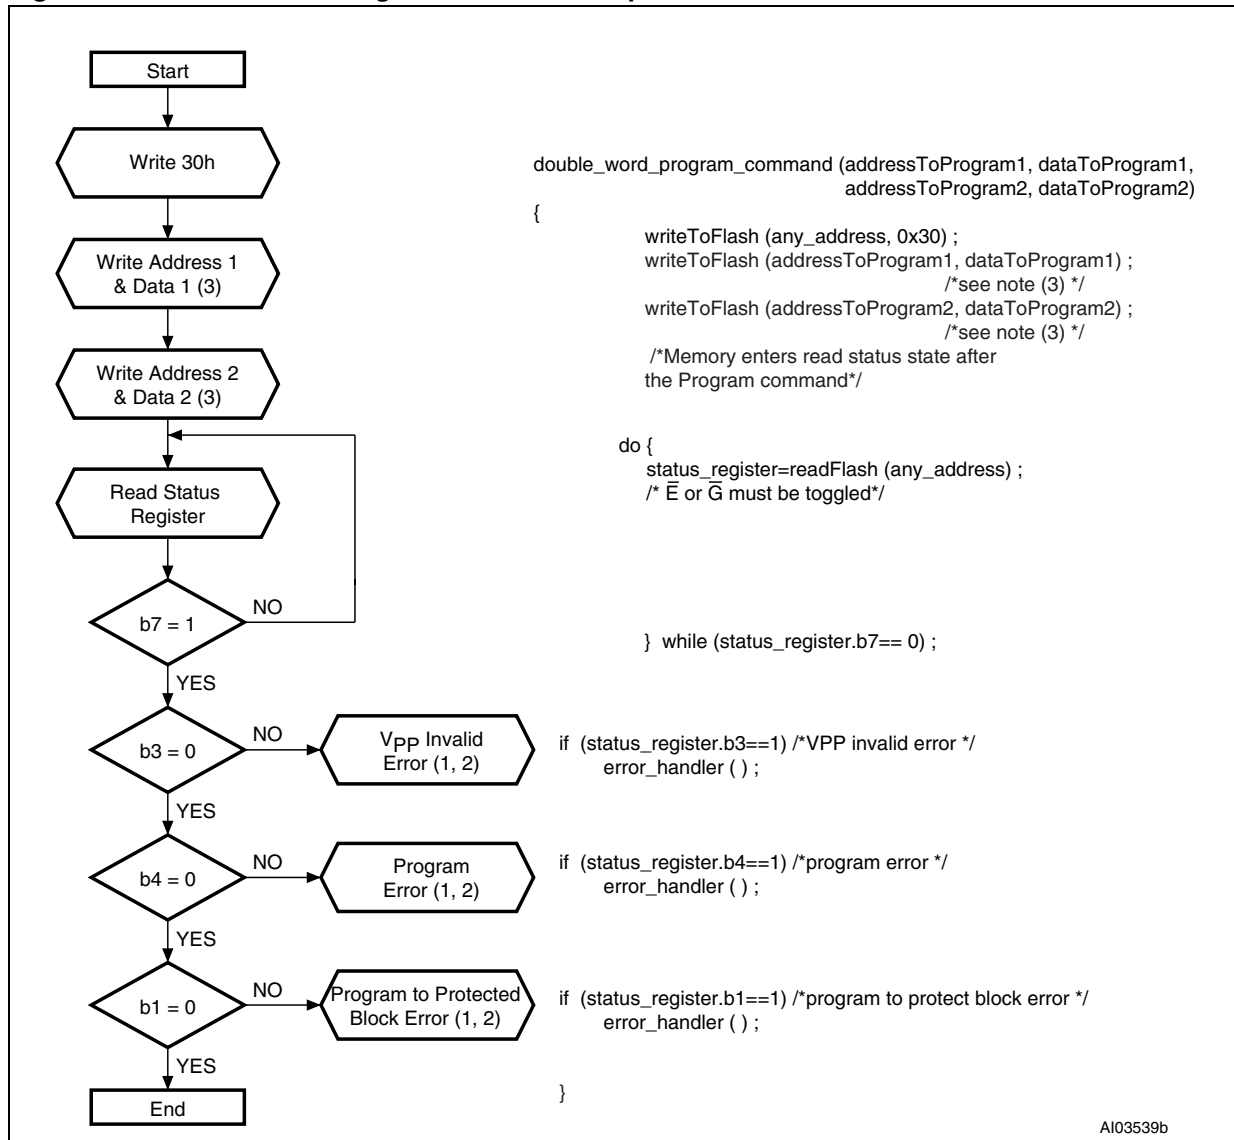 Start
Write 30h
Write Address 1
& Data 1 (3)
Write Address 2
& Data 2 (3)
Read Status
Register
b7 = 1
NO
YES
b3 = 0
NO
VPP Invalid
Error (1, 2)
YES
b4 = 0
NO
Program
Error (1, 2)
YES
b1 = 0
NO
Program to Protected
Block Error (1, 2)
YES
End
double_word_program_command (addressToProgram1, dataToProgram1,
addressToProgram2, dataToProgram2)
{
writeToFlash (any_address, 0x30) ;
writeToFlash (addressToProgram1, dataToProgram1) ;
/*see note (3) */
writeToFlash (addressToProgram2, dataToProgram2) ;
/*see note (3) */
/*Memory enters read status state after
the Program command*/
do {
status_register=readFlash (any_address) ;
/* E̅ or G̅ must be toggled*/
} while (status_register.b7== 0) ;
if (status_register.b3==1) /*VPP invalid error */
error_handler ( ) ;
if (status_register.b4==1) /*program error */
error_handler ( ) ;
if (status_register.b1==1) /*program to protect block error */
error_handler ( ) ;
}
AI03539b